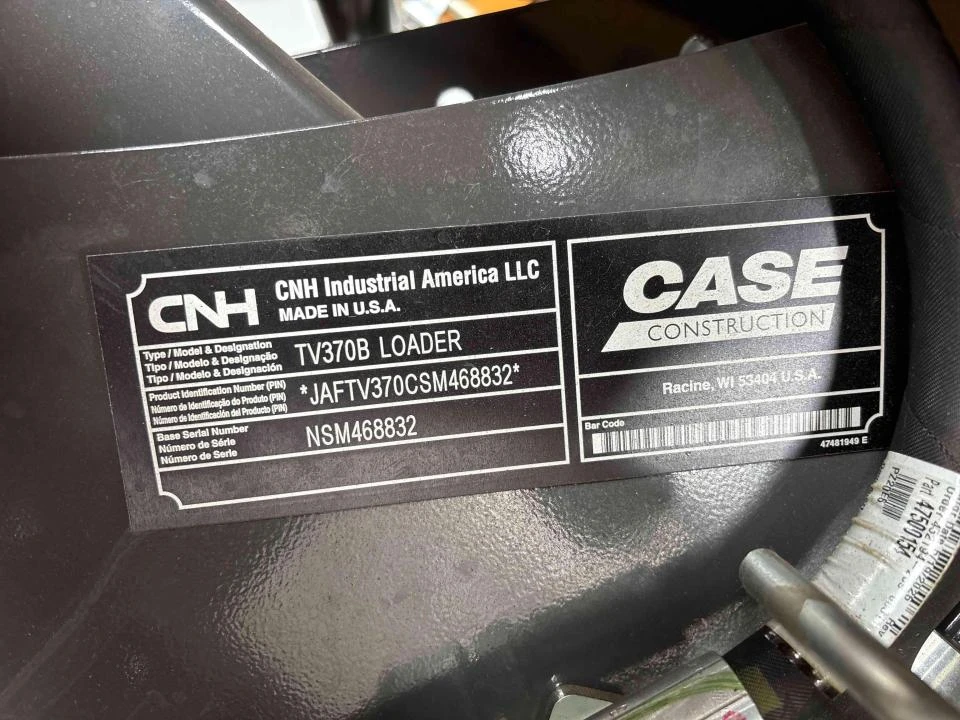 CNH
CNH Industrial America LLC
MADE IN U.S.A.
Type / Model & Designation
Tipo / Modelo & Designação
Tipo / Modelo & Designación
TV370B LOADER
Product Identification Number (PIN)
Número de Identificação do Produto (PIN)
Número de Identificación del Producto (PIN)
*JAFTV370CSM468832*
Base Serial Number
Número de Série
Número de Serie
NSM468832
CASE
CONSTRUCTION
Racine, WI 53404 U.S.A.
Bar Code
47481949 E
Part 47500154